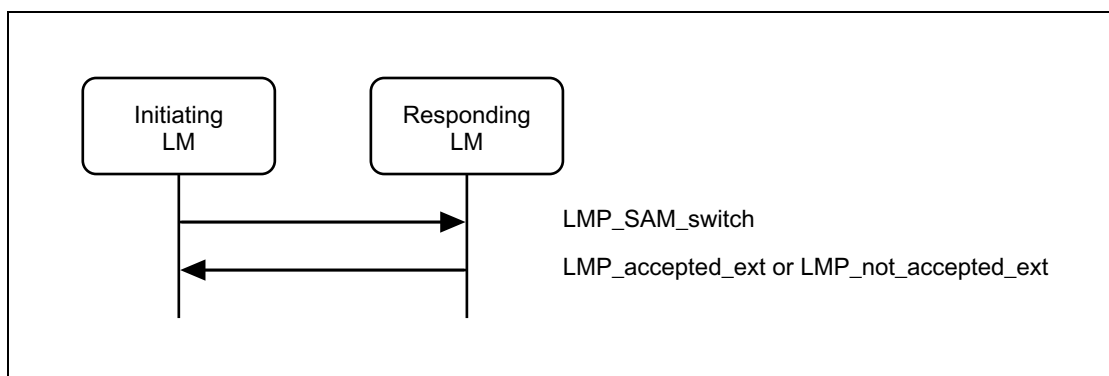 Initiating
LM
Responding
LM
LMP_SAM_switch
LMP_accepted_ext or LMP_not_accepted_ext